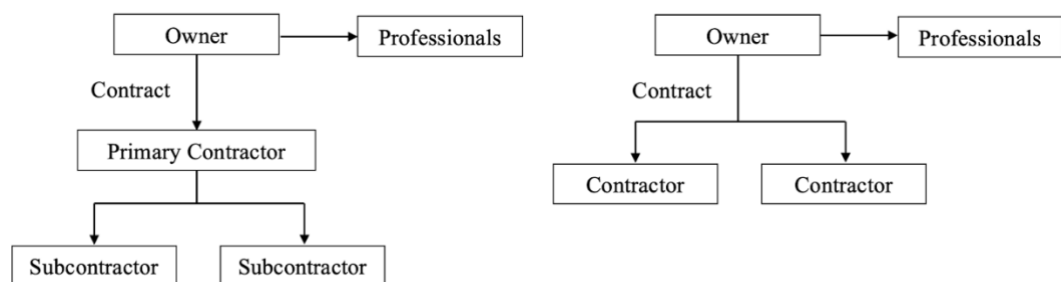 Owner
Professionals
Contract
Primary Contractor
Subcontractor
Subcontractor
Owner
Professionals
Contract
Contractor
Contractor